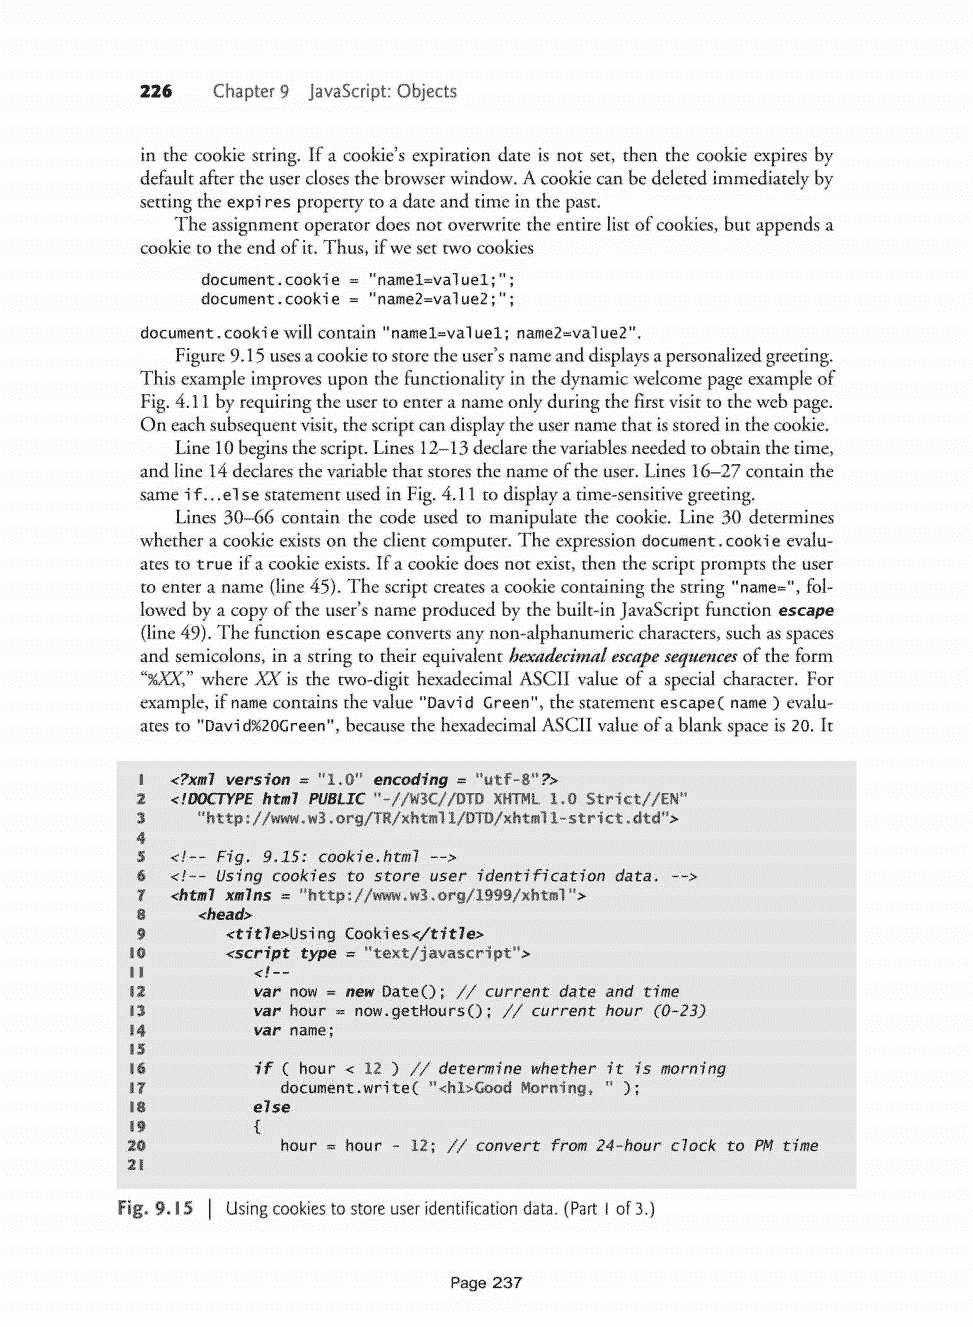 226 Chapter 9 JavaScript: Objects
in the cookie string. If a cookie's expiration date is not set, then the cookie expires by
default after the user closes the browser window. A cookie can be deleted immediately by
setting the expires property to a date and time in the past.
The assignment operator does not overwrite the entire list of cookies, but appends a
cookie to the end of it. Thus, if we set two cookies
document.cookie = "name1=value1;";
document.cookie = "name2=value2;";
document.cookie will contain "name1=value1; name2=value2".
Figure 9.15 uses a cookie to store the user's name and displays a personalized greeting.
This example improves upon the functionality in the dynamic welcome page example of
Fig. 4.11 by requiring the user to enter a name only during the first visit to the web page.
On each subsequent visit, the script can display the user name that is stored in the cookie.
Line 10 begins the script. Lines 12–13 declare the variables needed to obtain the time,
and line 14 declares the variable that stores the name of the user. Lines 16–27 contain the
same if...else statement used in Fig. 4.11 to display a time-sensitive greeting.
Lines 30–66 contain the code used to manipulate the cookie. Line 30 determines
whether a cookie exists on the client computer. The expression document.cookie evalu-
ates to true if a cookie exists. If a cookie does not exist, then the script prompts the user
to enter a name (line 45). The script creates a cookie containing the string "name=", fol-
lowed by a copy of the user's name produced by the built-in JavaScript function escape
(line 49). The function escape converts any non-alphanumeric characters, such as spaces
and semicolons, in a string to their equivalent hexadecimal escape sequences of the form
“%XX,” where XX is the two-digit hexadecimal ASCII value of a special character. For
example, if name contains the value "David Green", the statement escape( name ) evalu-
ates to "David%20Green", because the hexadecimal ASCII value of a blank space is 20. It
1 <?xml version = "1.0" encoding = "utf-8"?>
2 <!DOCTYPE html PUBLIC "-//W3C//DTD XHTML 1.0 Strict//EN"
3 "http://www.w3.org/TR/xhtml1/DTD/xhtml1-strict.dtd">
4
5 <!-- Fig. 9.15: cookie.html -->
6 <!-- Using cookies to store user identification data. -->
7 <html xmlns = "http://www.w3.org/1999/xhtml">
8 <head>
9 <title>Using Cookies</title>
10 <script type = "text/javascript">
11 <!--
12 var now = new Date(); // current date and time
13 var hour = now.getHours(); // current hour (0-23)
14 var name;
15
16 if ( hour < 12 ) // determine whether it is morning
17 document.write( "<h1>Good Morning, " );
18 else
19 {
20 hour = hour - 12; // convert from 24-hour clock to PM time
21
Fig. 9.15 | Using cookies to store user identification data. (Part 1 of 3.)
Page 237